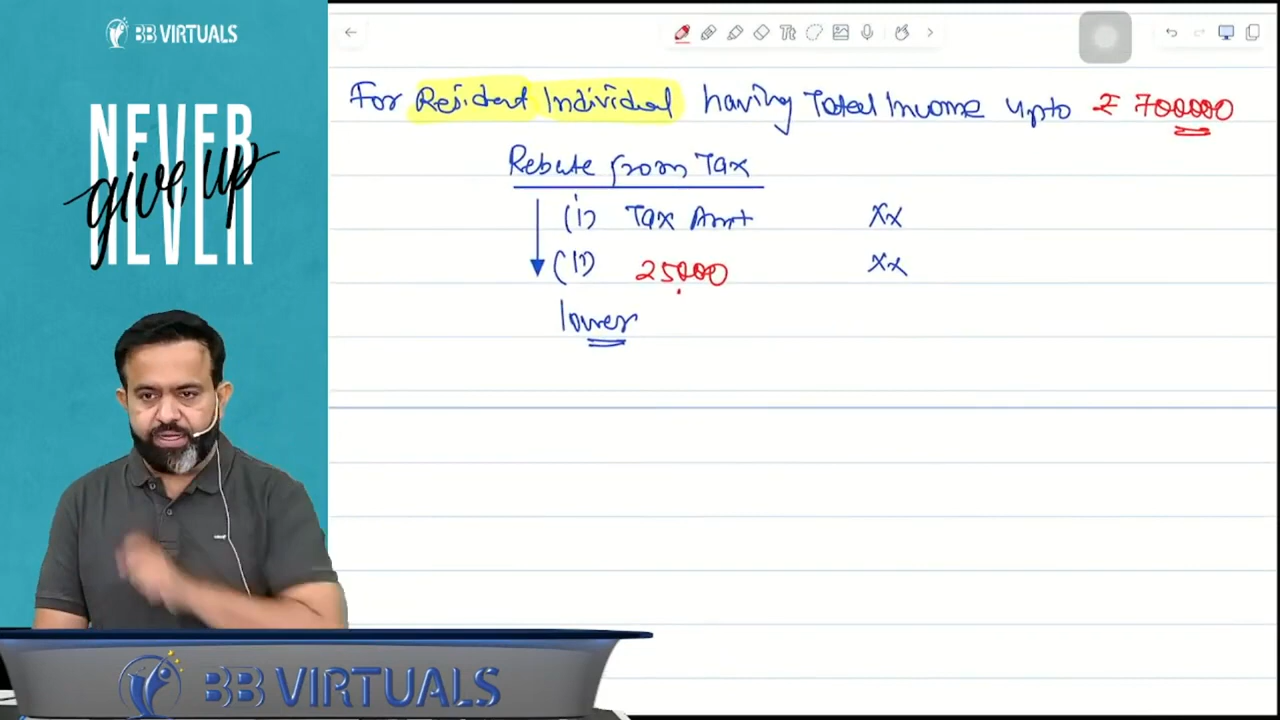 BB VIRTUALS
NEVER
give up
NEVER
For Resident Individual having Total Income upto ₹ 700000
Rebate from Tax
(i) Tax Amt XX
(ii) 25000 XX
lower
BB VIRTUALS